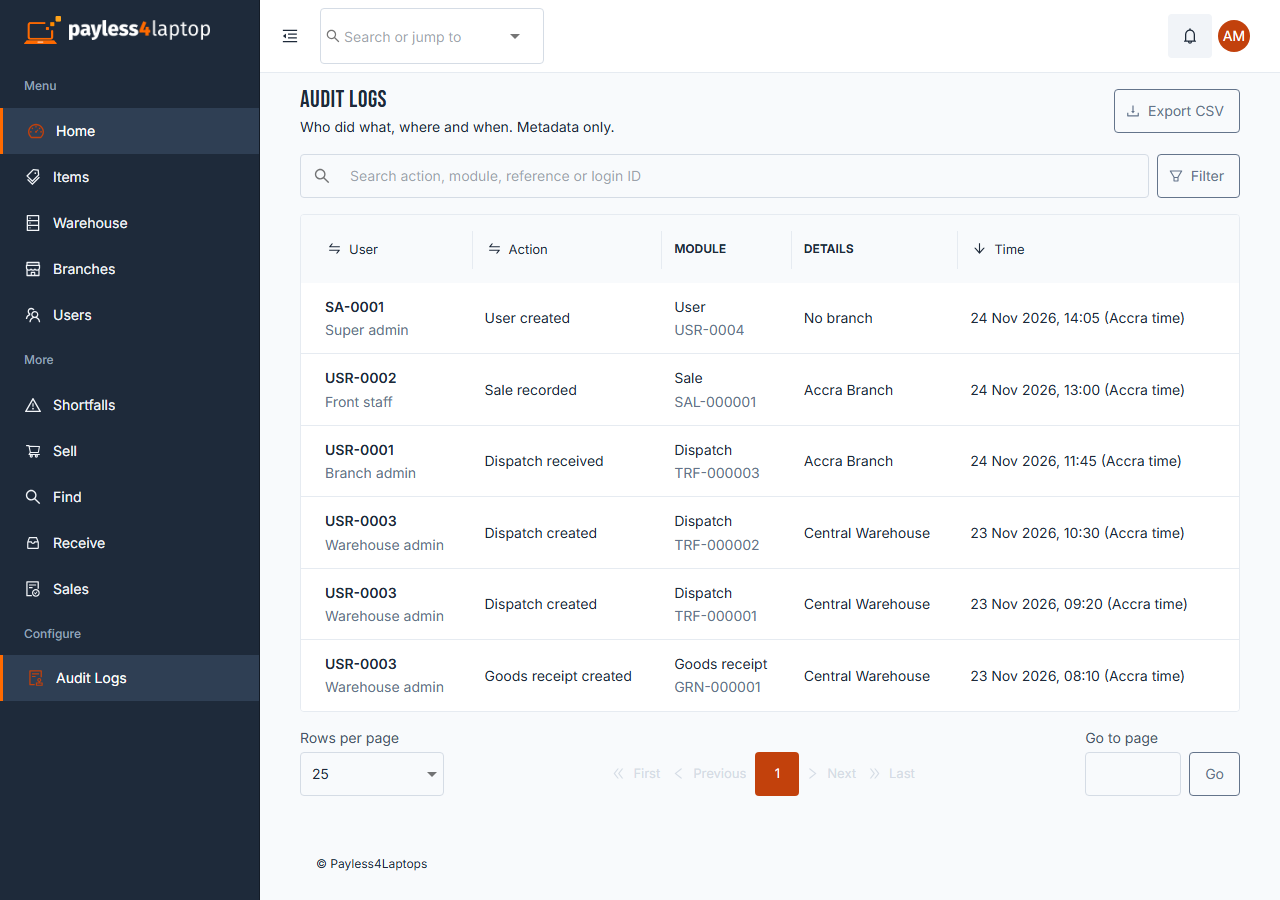 payless4laptop
Search or jump to
AM
Menu
Home
Items
Warehouse
Branches
Users
More
Shortfalls
Sell
Find
Receive
Sales
Configure
Audit Logs
AUDIT LOGS
Who did what, where and when. Metadata only.
Export CSV
Search action, module, reference or login ID
Filter
User Action MODULE DETAILS Time
SA-0001
Super admin
User created
User
USR-0004
No branch
24 Nov 2026, 14:05 (Accra time)
USR-0002
Front staff
Sale recorded
Sale
SAL-000001
Accra Branch
24 Nov 2026, 13:00 (Accra time)
USR-0001
Branch admin
Dispatch received
Dispatch
TRF-000003
Accra Branch
24 Nov 2026, 11:45 (Accra time)
USR-0003
Warehouse admin
Dispatch created
Dispatch
TRF-000002
Central Warehouse
23 Nov 2026, 10:30 (Accra time)
USR-0003
Warehouse admin
Dispatch created
Dispatch
TRF-000001
Central Warehouse
23 Nov 2026, 09:20 (Accra time)
USR-0003
Warehouse admin
Goods receipt created
Goods receipt
GRN-000001
Central Warehouse
23 Nov 2026, 08:10 (Accra time)
Rows per page
25
First Previous 1 Next Last
Go to page
Go
© Payless4Laptops